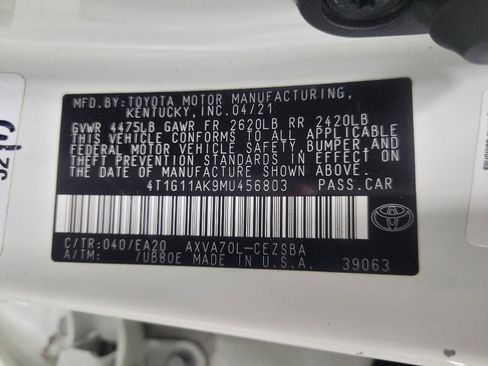 MFD.BY:TOYOTA MOTOR MANUFACTURING,
KENTUCKY,INC.04/21
GVWR 4475LB GAWR FR 2620LB RR 2420LB
THIS VEHICLE CONFORMS TO ALL APPLICABLE
FEDERAL MOTOR VEHICLE SAFETY,BUMPER,AND
THEFT PREVENTION STANDARDS IN EFFECT ON
THE DATE OF MANUFACTURE SHOWN ABOVE.
4T1G11AK9MU456803 PASS.CAR
C/TR:040/EA20 AXVA70L-CEZSBA
A/TM: /UB80E MADE IN U.S.A. 39063